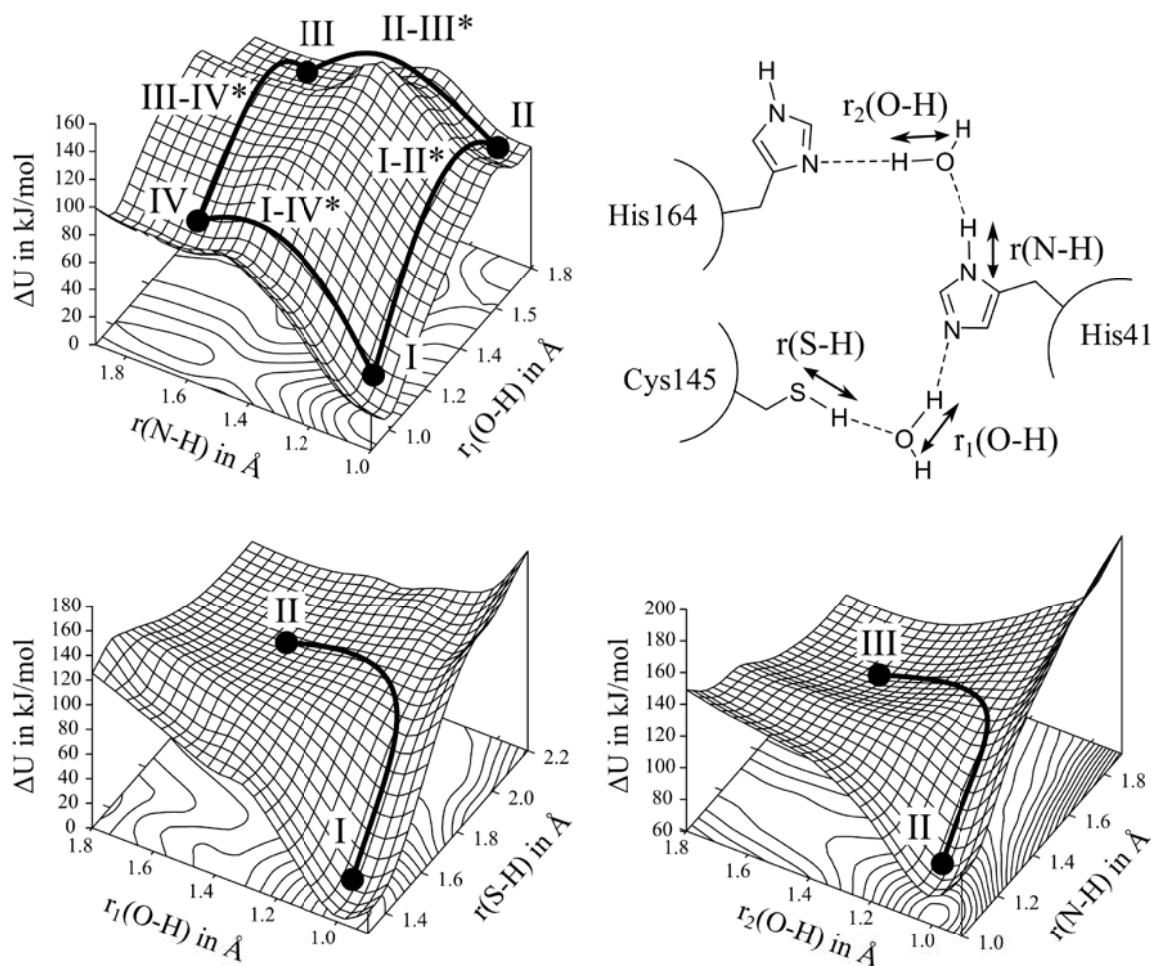 II-III*
III
III-IV*
II
I-II*
IV
I-IV*
I
ΔU in kJ/mol
160
140
120
100
80
60
40
20
0
1.8
1.6
1.4
1.2
1.0
r(N-H) in Å
1.8
1.5
1.4
1.2
1.0
r₁(O-H) in Å
H
N
N
r₂(O-H)
H
H
O
His164
H
r(N-H)
N
N
His41
r(S-H)
Cys145
S
H
H
O
H
r₁(O-H)
II
I
ΔU in kJ/mol
180
160
140
120
100
80
60
40
20
0
1.8
1.6
1.4
1.2
1.0
r₁(O-H) in Å
2.2
2.0
1.8
1.6
1.4
r(S-H) in Å
III
II
ΔU in kJ/mol
200
180
160
140
120
100
80
60
1.8
1.6
1.4
1.2
1.0
r₂(O-H) in Å
1.8
1.6
1.4
1.2
1.0
r(N-H) in Å